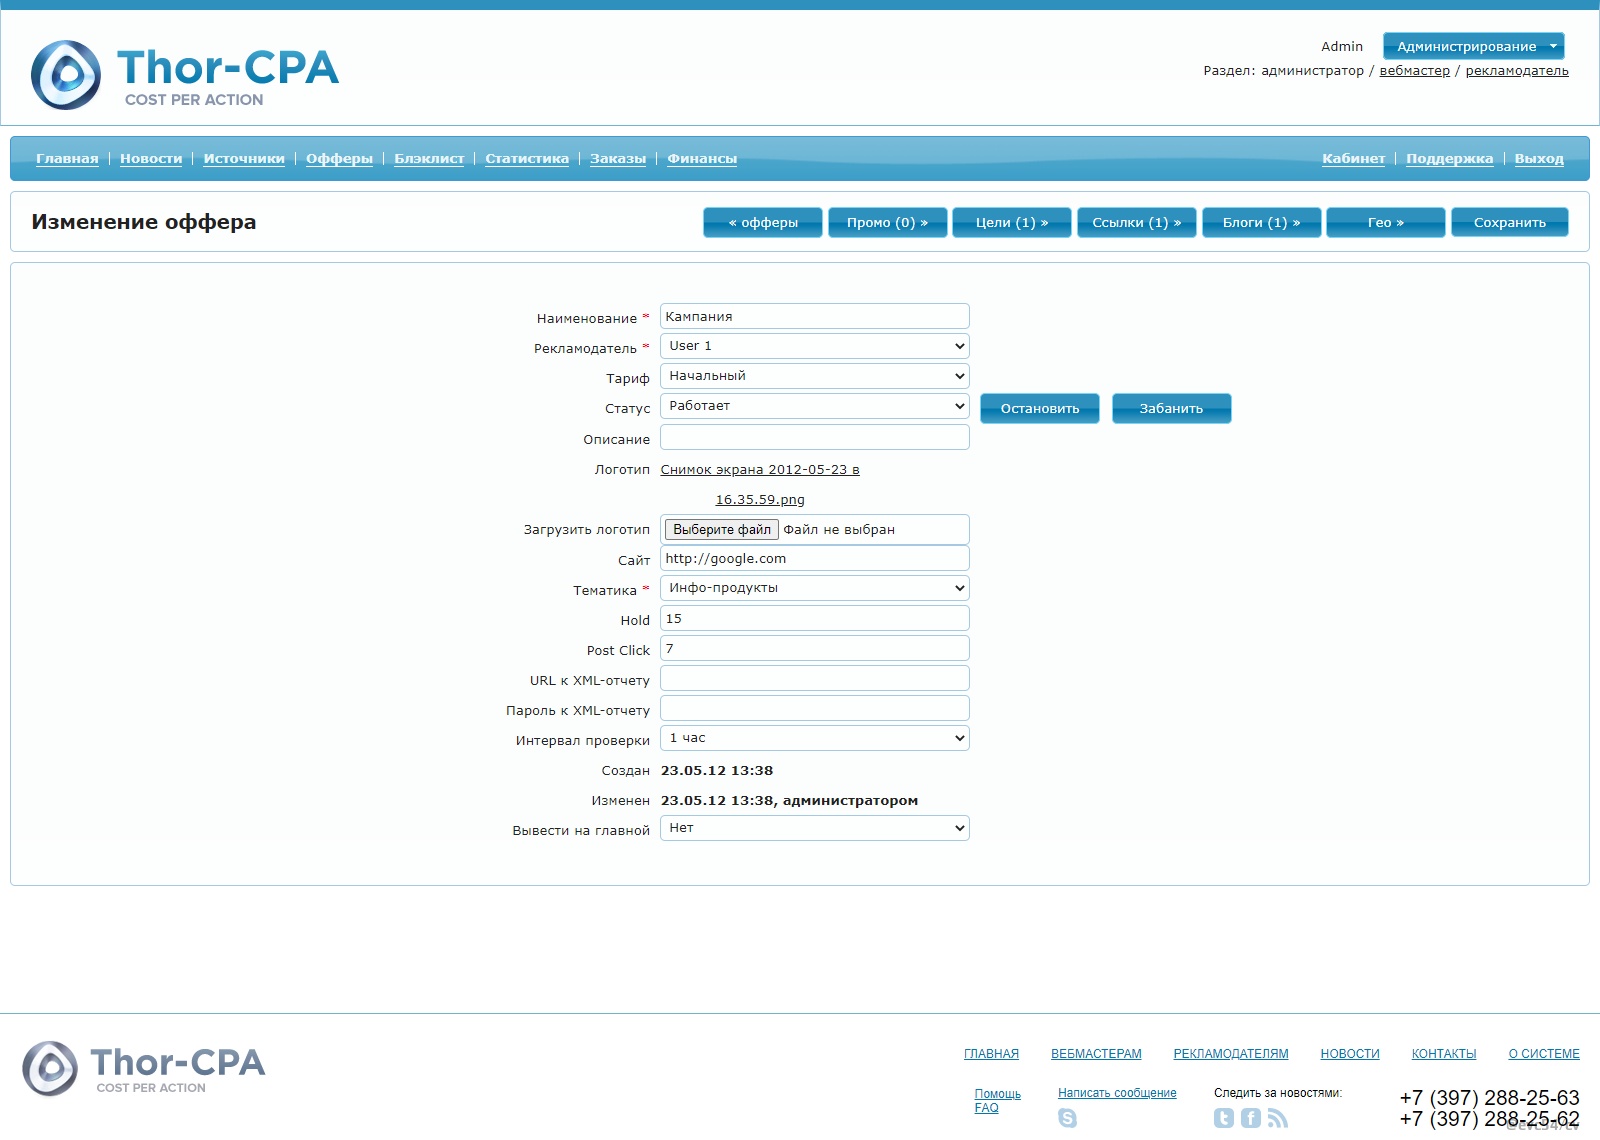 Thor-CPA
COST PER ACTION
Admin Администрирование
Раздел: администратор / вебмастер / рекламодатель
Главная Новости Источники Офферы Блэклист Статистика Заказы Финансы Кабинет Поддержка Выход
Изменение оффера « офферы Промо (0) » Цели (1) » Ссылки (1) » Блоги (1) » Гео » Сохранить
Наименование * Кампания
Рекламодатель * User 1
Тариф Начальный
Статус Работает Остановить Забанить
Описание
Логотип Снимок экрана 2012-05-23 в
16.35.59.png
Загрузить логотип Выберите файл Файл не выбран
Сайт http://google.com
Тематика * Инфо-продукты
Hold 15
Post Click 7
URL к XML-отчету
Пароль к XML-отчету
Интервал проверки 1 час
Создан 23.05.12 13:38
Изменен 23.05.12 13:38, администратором
Вывести на главной Нет
Thor-CPA
COST PER ACTION
ГЛАВНАЯ ВЕБМАСТЕРАМ РЕКЛАМОДАТЕЛЯМ НОВОСТИ КОНТАКТЫ О СИСТЕМЕ
Помощь Написать сообщение Следить за новостями: +7 (397) 288-25-63
FAQ +7 (397) 288-25-62